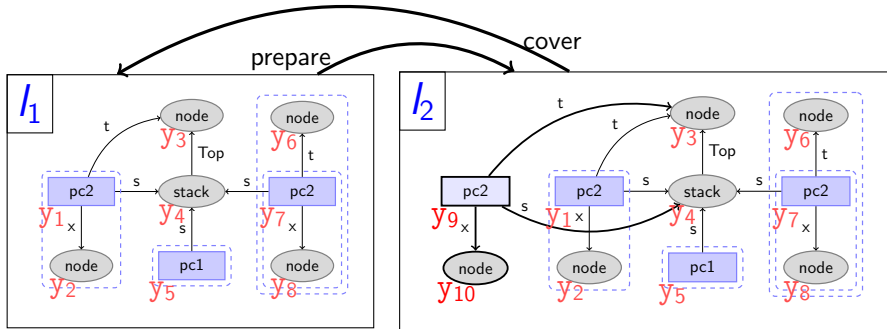 prepare
cover
l1
node
y3
node
y6
t
Top
t
pc2
y1
s
stack
y4
s
pc2
y7
x
s
x
node
y2
pc1
y5
node
y8
l2
t
node
y3
node
y6
t
Top
t
pc2
y9
s
pc2
y1
s
stack
y4
s
pc2
y7
x
x
s
x
node
y10
node
y2
pc1
y5
node
y8